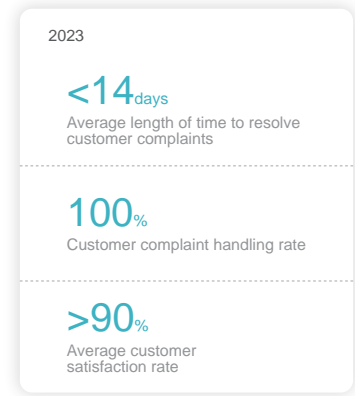 2023
<14days
Average length of time to resolve
customer complaints
100%
Customer complaint handling rate
>90%
Average customer
satisfaction rate